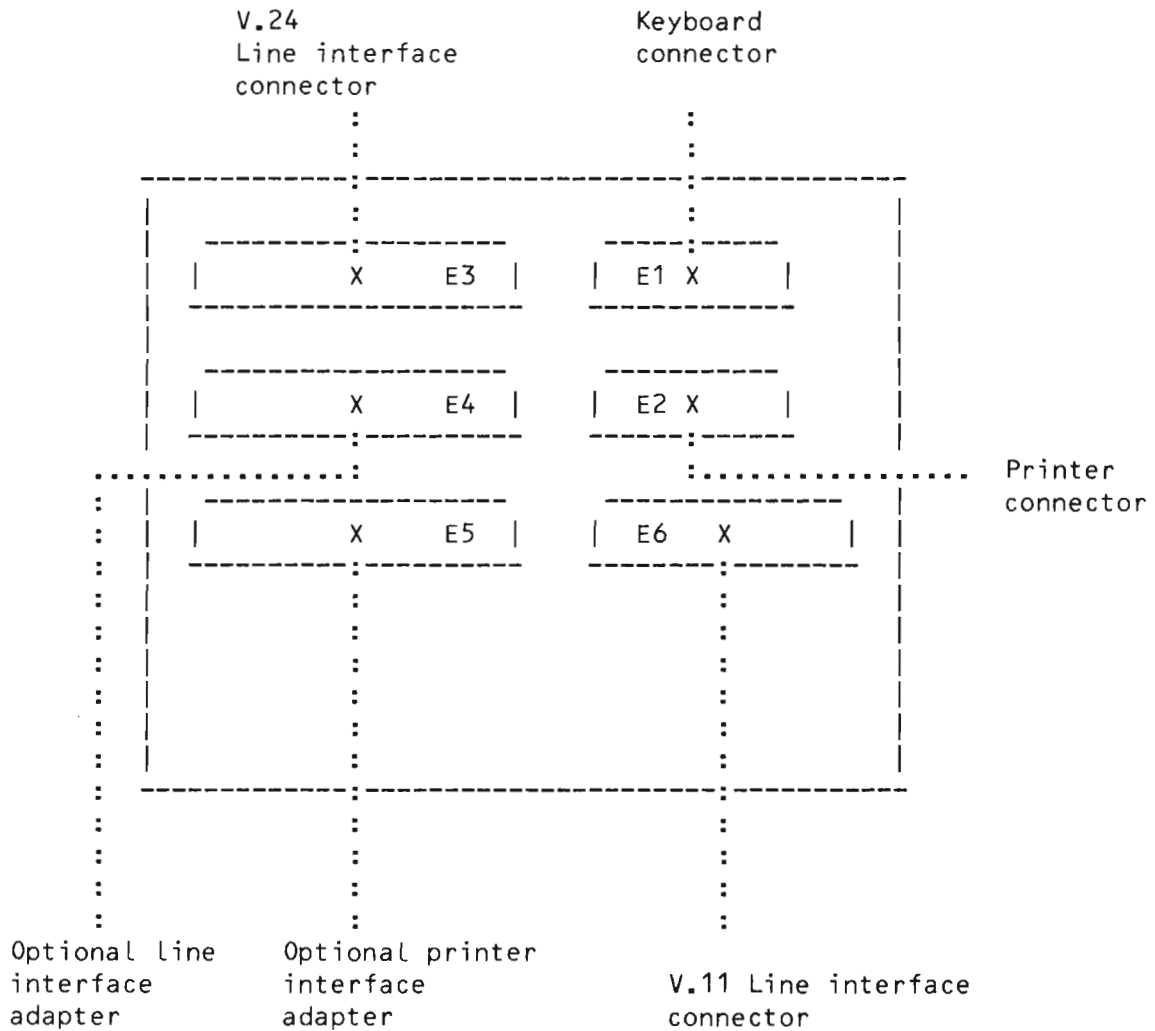 V.24
Line interface
connector
Keyboard
connector
X E3
E1 X
X E4
E2 X
Printer
connector
X E5
E6 X
Optional line
interface
adapter
Optional printer
interface
adapter
V.11 Line interface
connector